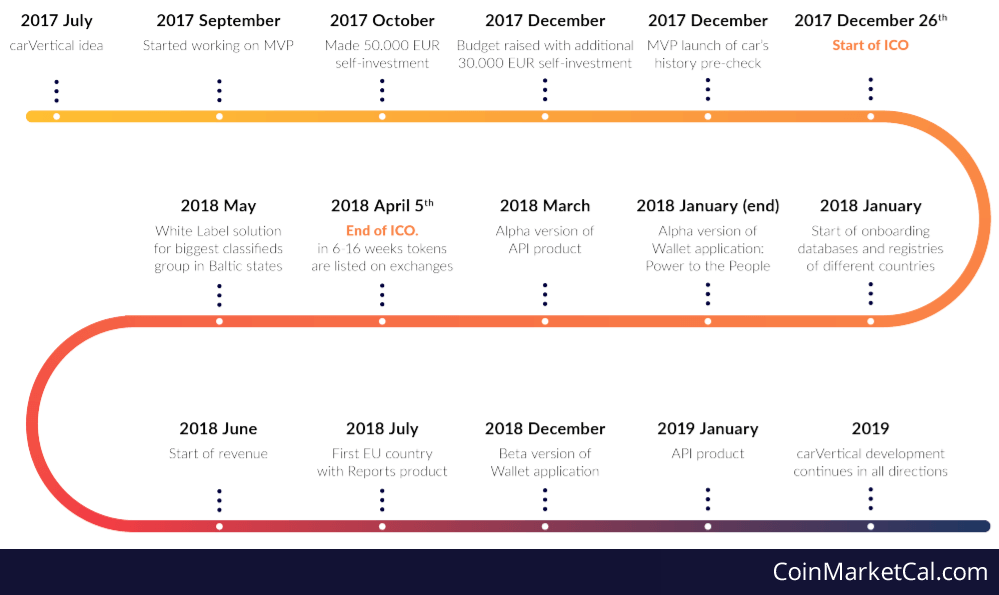 2017 July
carVertical idea
2017 September
Started working on MVP
2017 October
Made 50.000 EUR
self-investment
2017 December
Budget raised with additional
30.000 EUR self-investment
2017 December
MVP launch of car's
history pre-check
2017 December 26th
Start of ICO
2018 May
White Label solution
for biggest classifieds
group in Baltic states
2018 April 5th
End of ICO.
in 6-16 weeks tokens
are listed on exchanges
2018 March
Alpha version of
API product
2018 January (end)
Alpha version of
Wallet application:
Power to the People
2018 January
Start of onboarding
databases and registries
of different countries
2018 June
Start of revenue
2018 July
First EU country
with Reports product
2018 December
Beta version of
Wallet application
2019 January
API product
2019
carVertical development
continues in all directions
CoinMarketCal.com